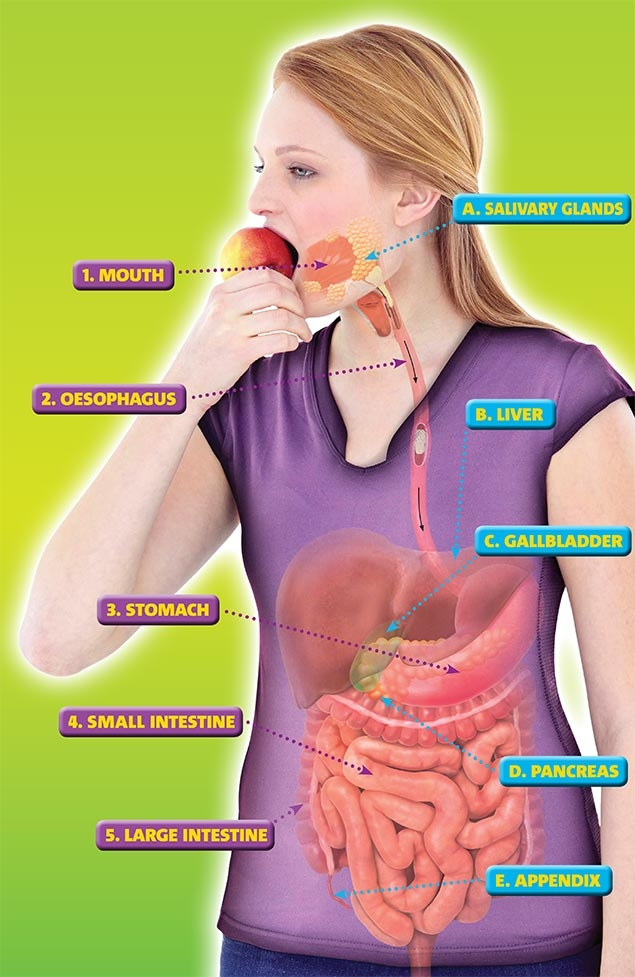 A. SALIVARY GLANDS
1. MOUTH
2. OESOPHAGUS
B. LIVER
C. GALLBLADDER
3. STOMACH
4. SMALL INTESTINE
D. PANCREAS
5. LARGE INTESTINE
E. APPENDIX